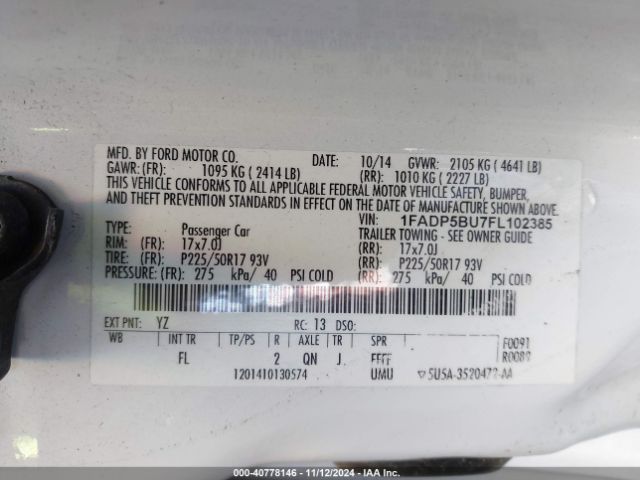 MFD. BY FORD MOTOR CO. DATE: 10/14 GVWR: 2105 KG ( 4641 LB)
GAWR: (FR): 1095 KG ( 2414 LB) (RR): 1010 KG ( 2227 LB)
THIS VEHICLE CONFORMS TO ALL APPLICABLE FEDERAL MOTOR VEHICLE SAFETY, BUMPER,
AND THEFT PREVENTION STANDARDS IN EFFECT ON THE DATE OF MANUFACTURE SHOWN ABOVE.
VIN: 1FADP5BU7FL102385
TYPE: Passenger Car TRAILER TOWING - SEE OWNER GUIDE
RIM: (FR): 17x7.0J (RR): 17x7.0J
TIRE: (FR): P225/50R17 93V (RR): P225/50R17 93V
PRESSURE: (FR): 275 kPa/ 40 PSI COLD (RR): 275 kPa/ 40 PSI COLD
EXT PNT: YZ RC: 13 DSO:
WB INT TR TP/PS R AXLE TR SPR F0091
FL 2 QN J FFFF R0089
1201410130574 UMU 5U5A-3520472-AA
000-40778146 - 11/12/2024 - IAA Inc.